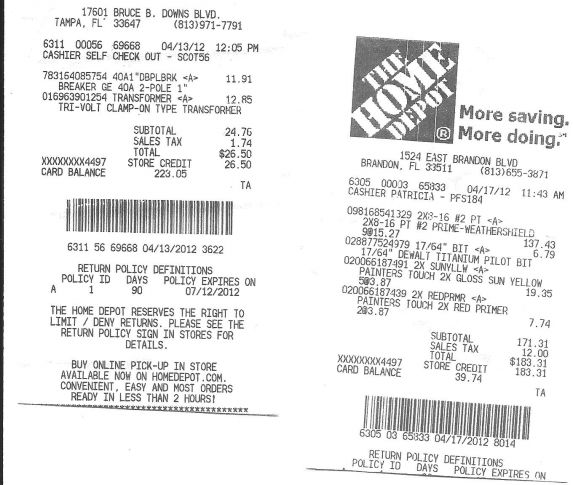 17601 BRUCE B. DOWNS BLVD.
TAMPA, FL 33647 (813)971-7791
6311 00056 69668 04/13/12 12:05 PM
CASHIER SELF CHECK OUT - SCOT56
783164085754 40A1"DBPLBRK <A> 11.91
BREAKER GE 40A 2-POLE 1"
016963901254 TRANSFORMER <A> 12.85
TRI-VOLT CLAMP-ON TYPE TRANSFORMER
SUBTOTAL 24.76
SALES TAX 1.74
TOTAL $26.50
XXXXXXXX4497 STORE CREDIT 26.50
CARD BALANCE 223.05
TA
6311 56 69668 04/13/2012 3622
RETURN POLICY DEFINITIONS
POLICY ID DAYS POLICY EXPIRES ON
A 1 90 07/12/2012
THE HOME DEPOT RESERVES THE RIGHT TO
LIMIT / DENY RETURNS. PLEASE SEE THE
RETURN POLICY SIGN IN STORES FOR
DETAILS.
BUY ONLINE PICK-UP IN STORE
AVAILABLE NOW ON HOMEDEPOT.COM.
CONVENIENT, EASY AND MOST ORDERS
READY IN LESS THAN 2 HOURS!
THE
HOME
DEPOT
®
More saving.
More doing.℠
1524 EAST BRANDON BLVD
BRANDON, FL 33511 (813)655-3871
6305 00003 65833 04/17/12 11:43 AM
CASHIER PATRICIA - PFS184
098168541329 2X8-16 #2 PT <A>
2X8-16 PT #2 PRIME-WEATHERSHIELD
9@15.27 137.43
028877524979 17/64" BIT <A> 6.79
17/64" DEWALT TITANIUM PILOT BIT
020066187491 2X SUNYLLW <A>
PAINTERS TOUCH 2X GLOSS SUN YELLOW
5@3.87 19.35
020066187439 2X REDPRMR <A>
PAINTERS TOUCH 2X RED PRIMER
2@3.87 7.74
SUBTOTAL 171.31
SALES TAX 12.00
TOTAL $183.31
XXXXXXXX4497 STORE CREDIT 183.31
CARD BALANCE 39.74
TA
6305 03 65833 04/17/2012 8014
RETURN POLICY DEFINITIONS
POLICY ID DAYS POLICY EXPIRES ON